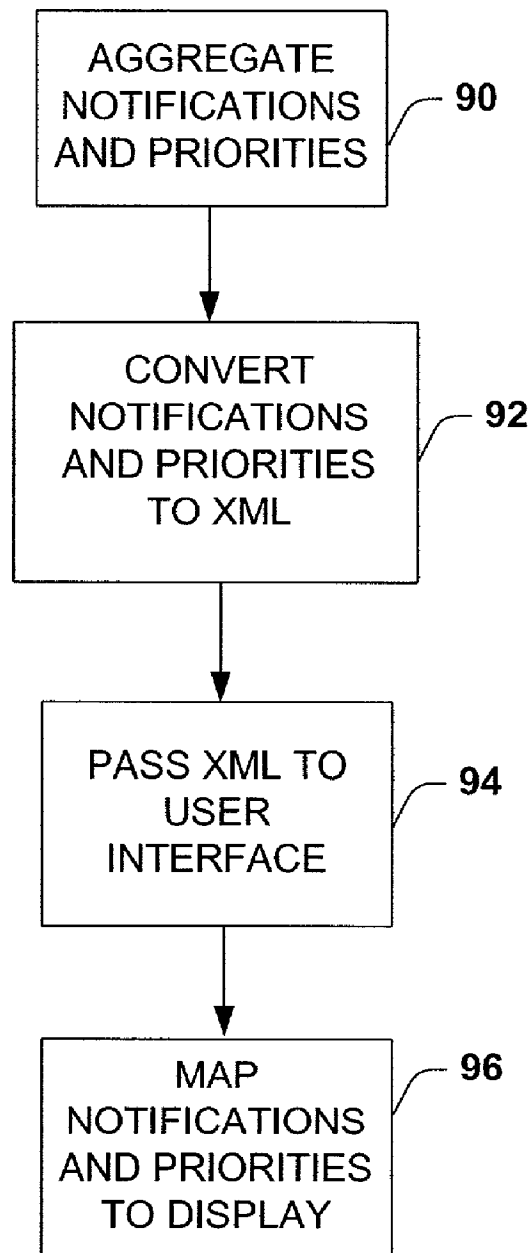 AGGREGATE
NOTIFICATIONS
AND PRIORITIES
90
CONVERT
NOTIFICATIONS
AND PRIORITIES
TO XML
92
PASS XML TO
USER
INTERFACE
94
MAP
NOTIFICATIONS
AND PRIORITIES
TO DISPLAY
96